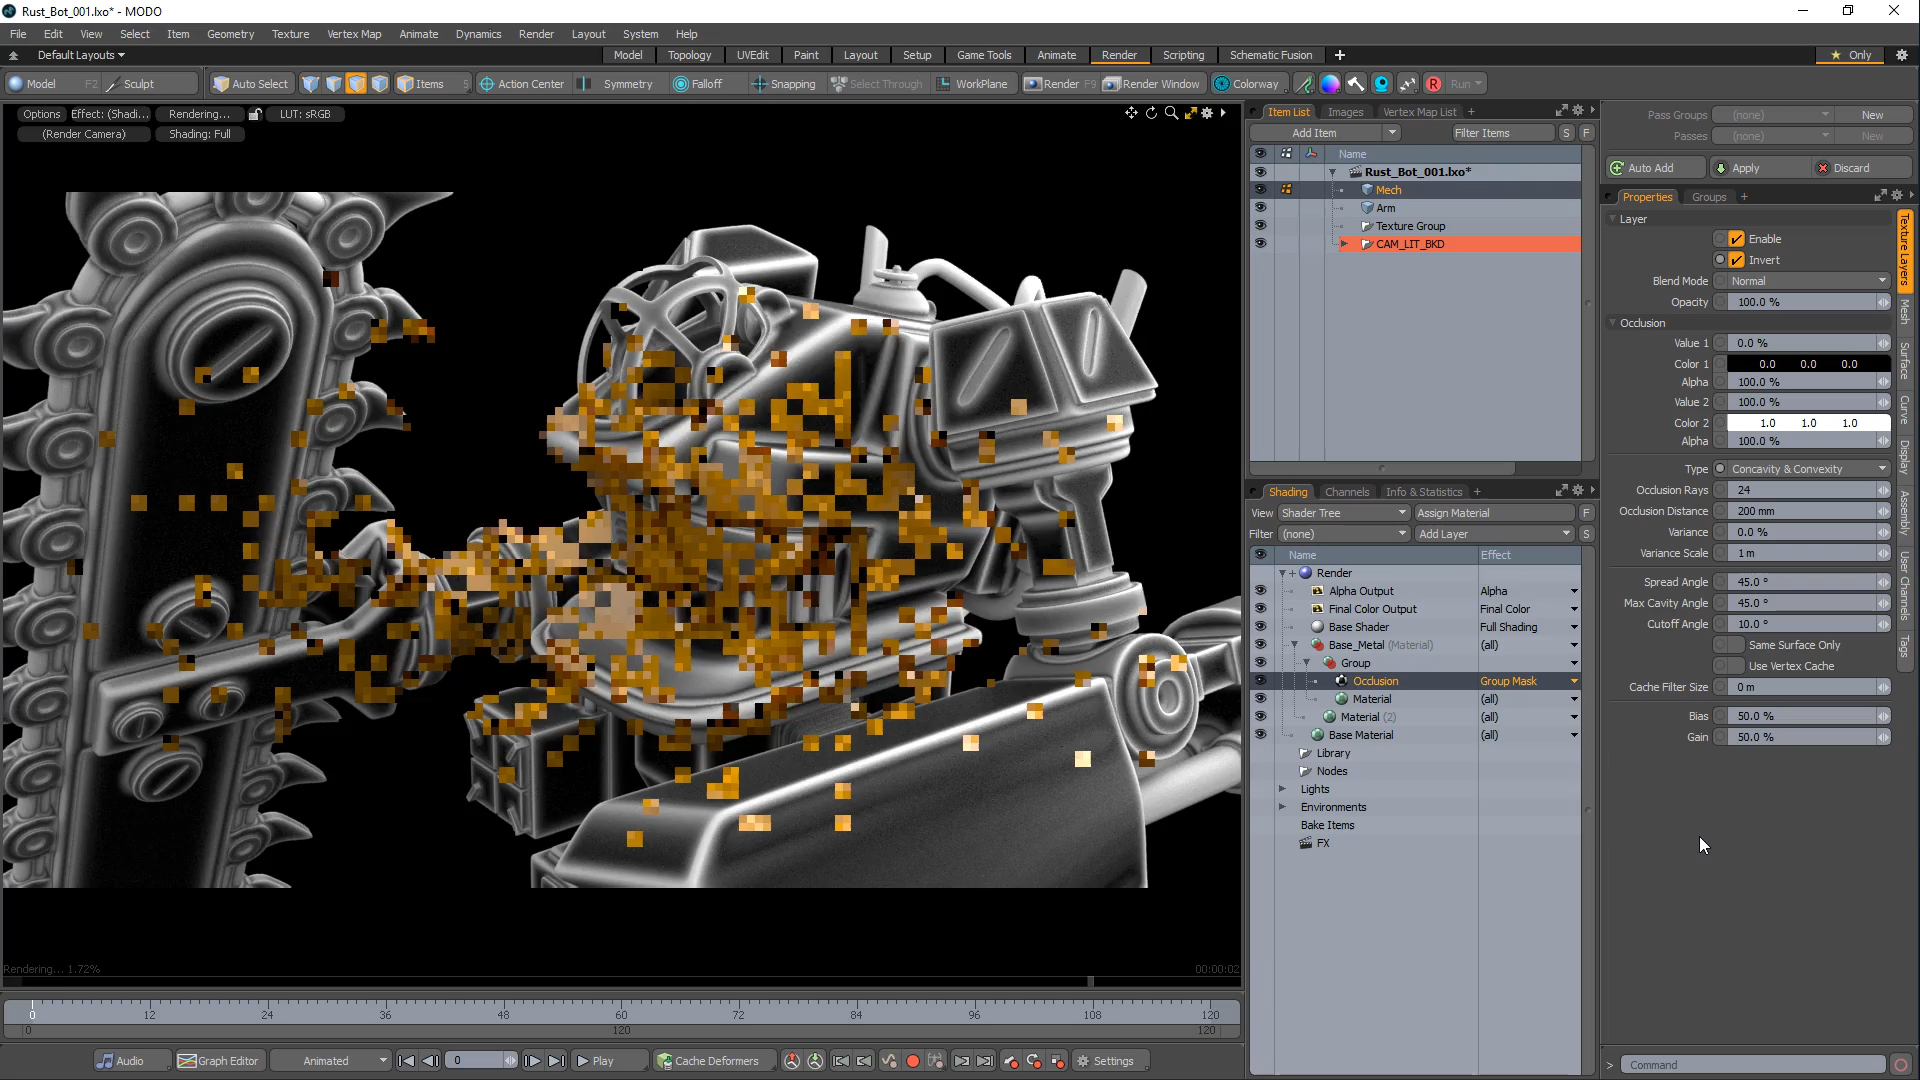 Rust_Bot_001.lxo* - MODO
File Edit View Select Item Geometry Texture Vertex Map Animate Dynamics Render Layout System Help
Default Layouts Model Topology UVEdit Paint Layout Setup Game Tools Animate Render Scripting Schematic Fusion Only
Model F2 Sculpt Auto Select Items S Action Center Symmetry Falloff Snapping Select Through WorkPlane Render F9 Render Window Colorway R Run
Options Effect: (Shadi... Rendering... LUT: sRGB
(Render Camera) Shading: Full
Rendering... 1.72% 00:00:02
0 12 24 36 48 60 72 84 96 108 120
0 120 120
Audio Graph Editor Animated 0 Play Cache Deformers Settings
Item List Images Vertex Map List
Add Item Filter Items S F
Name
Rust_Bot_001.lxo*
Mech
Arm
Texture Group
CAM_LIT_BKD
Shading Channels Info & Statistics
View Shader Tree Assign Material F
Filter (none) Add Layer S
Name Effect
Render
Alpha Output Alpha
Final Color Output Final Color
Base Shader Full Shading
Base_Metal (Material) (all)
Group
Occlusion Group Mask
Material (all)
Material (2) (all)
Base Material (all)
Library
Nodes
Lights
Environments
Bake Items
FX
Pass Groups (none) New
Passes (none) New
Auto Add Apply Discard
Properties Groups
Layer
Enable
Invert
Blend Mode Normal
Opacity 100.0 %
Occlusion
Value 1 0.0 %
Color 1 0.0 0.0 0.0
Alpha 100.0 %
Value 2 100.0 %
Color 2 1.0 1.0 1.0
Alpha 100.0 %
Type Concavity & Convexity
Occlusion Rays 24
Occlusion Distance 200 mm
Variance 0.0 %
Variance Scale 1 m
Spread Angle 45.0 °
Max Cavity Angle 45.0 °
Cutoff Angle 10.0 °
Same Surface Only
Use Vertex Cache
Cache Filter Size 0 m
Bias 50.0 %
Gain 50.0 %
Texture Layers
Mesh
Surface
Curve
Display
Assembly
User Channels
Tags
> Command